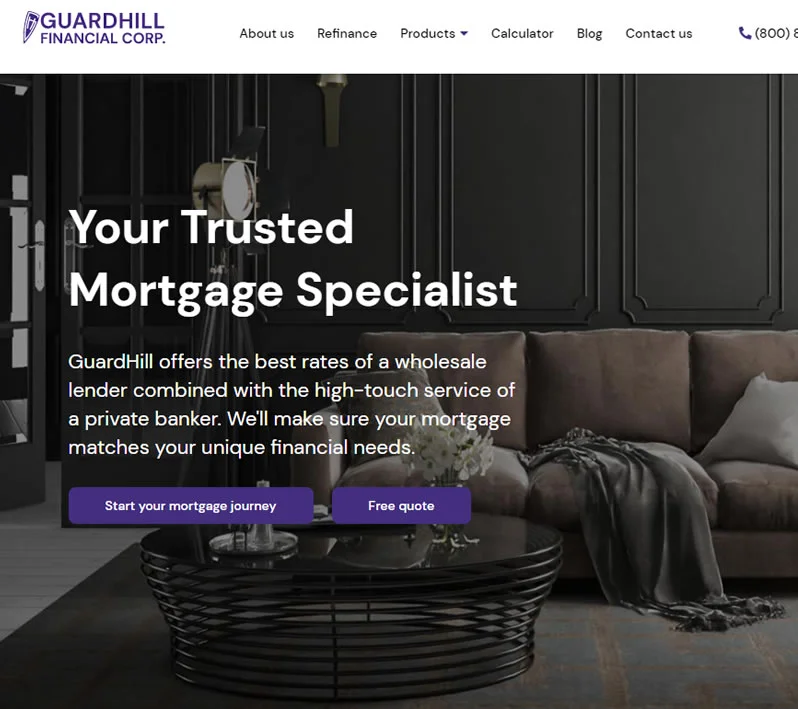 GUARDHILL
FINANCIAL CORP.
About us
Refinance
Products
Calculator
Blog
Contact us
(800) 8
Your Trusted
Mortgage Specialist
GuardHill offers the best rates of a wholesale
lender combined with the high-touch service of
a private banker. We'll make sure your mortgage
matches your unique financial needs.
Start your mortgage journey
Free quote